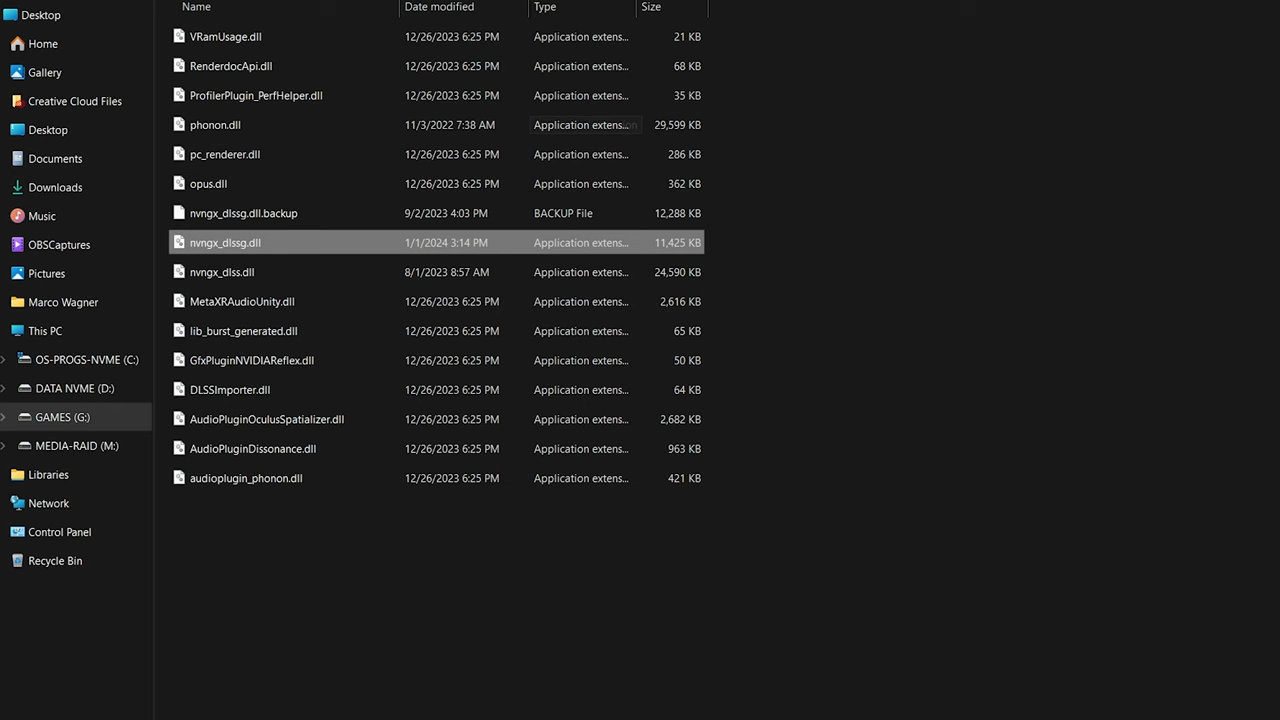 Desktop
Home
Gallery
Creative Cloud Files
Desktop
Documents
Downloads
Music
OBSCaptures
Pictures
Marco Wagner
This PC
OS-PROGS-NVME (C:)
DATA NVME (D:)
GAMES (G:)
MEDIA-RAID (M:)
Libraries
Network
Control Panel
Recycle Bin
Name Date modified Type Size
VRamUsage.dll 12/26/2023 6:25 PM Application extens... 21 KB
RenderdocApi.dll 12/26/2023 6:25 PM Application extens... 68 KB
ProfilerPlugin_PerfHelper.dll 12/26/2023 6:25 PM Application extens... 35 KB
phonon.dll 11/3/2022 7:38 AM Application extens... 29,599 KB
pc_renderer.dll 12/26/2023 6:25 PM Application extens... 286 KB
opus.dll 12/26/2023 6:25 PM Application extens... 362 KB
nvngx_dlssg.dll.backup 9/2/2023 4:03 PM BACKUP File 12,288 KB
nvngx_dlssg.dll 1/1/2024 3:14 PM Application extens... 11,425 KB
nvngx_dlss.dll 8/1/2023 8:57 AM Application extens... 24,590 KB
MetaXRAudioUnity.dll 12/26/2023 6:25 PM Application extens... 2,616 KB
lib_burst_generated.dll 12/26/2023 6:25 PM Application extens... 65 KB
GfxPluginNVIDIAReflex.dll 12/26/2023 6:25 PM Application extens... 50 KB
DLSSImporter.dll 12/26/2023 6:25 PM Application extens... 64 KB
AudioPluginOculusSpatializer.dll 12/26/2023 6:25 PM Application extens... 2,682 KB
AudioPluginDissonance.dll 12/26/2023 6:25 PM Application extens... 963 KB
audioplugin_phonon.dll 12/26/2023 6:25 PM Application extens... 421 KB